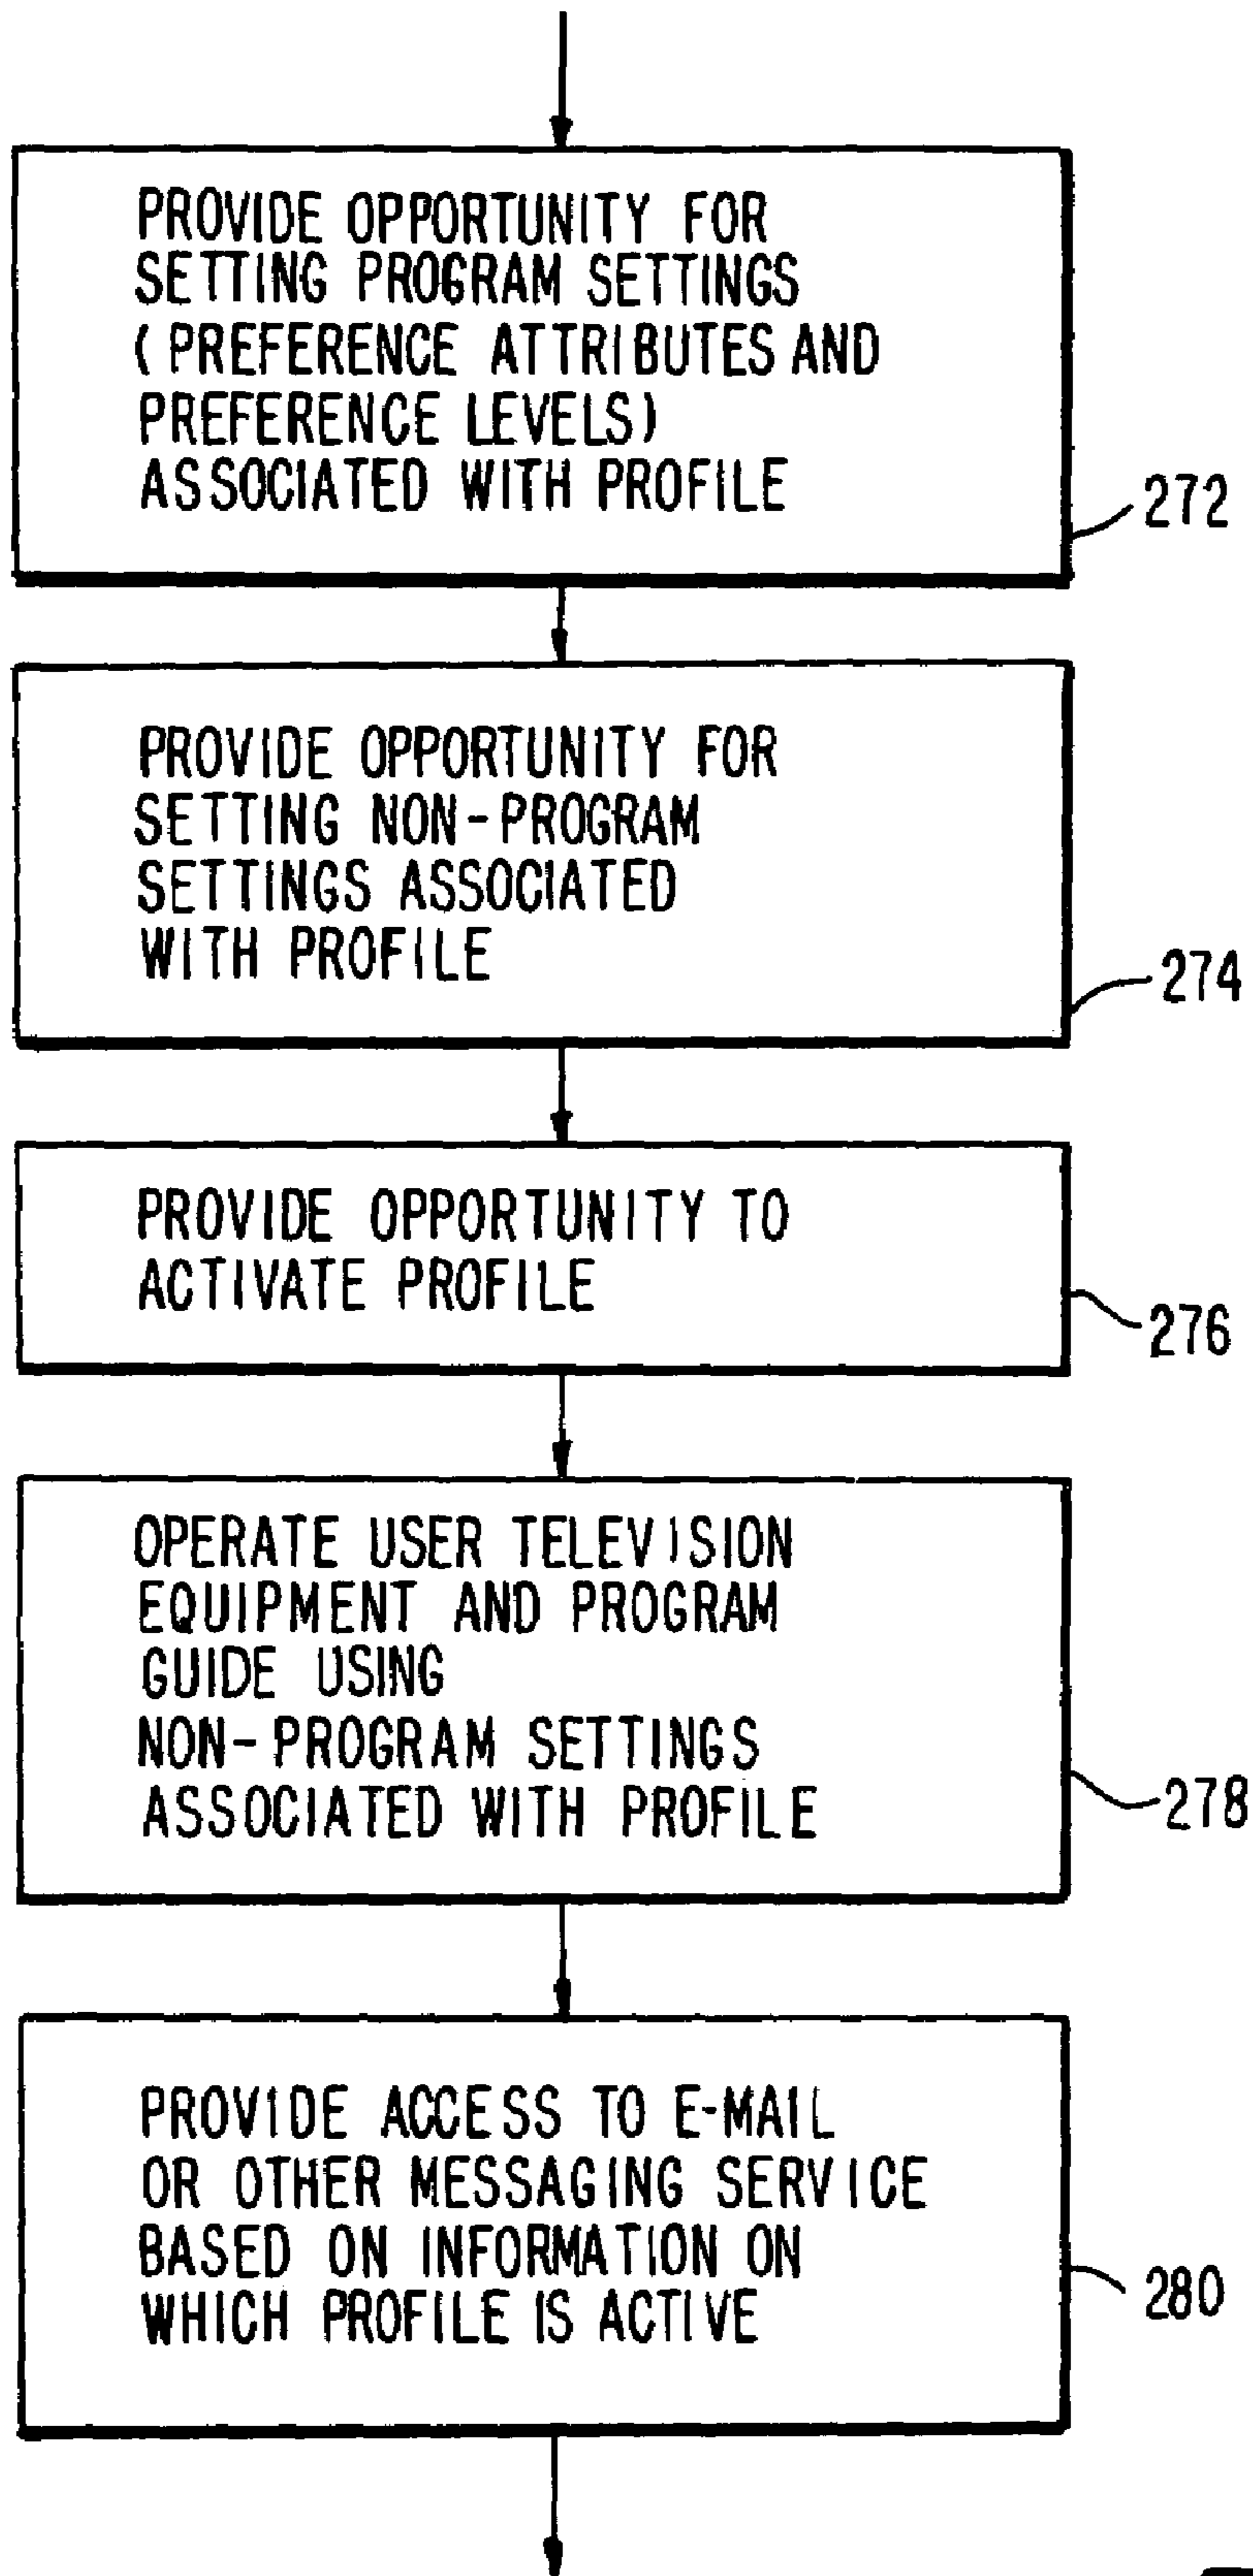 PROVIDE OPPORTUNITY FOR
SETTING PROGRAM SETTINGS
(PREFERENCE ATTRIBUTES AND
PREFERENCE LEVELS)
ASSOCIATED WITH PROFILE
272
PROVIDE OPPORTUNITY FOR
SETTING NON-PROGRAM
SETTINGS ASSOCIATED
WITH PROFILE
274
PROVIDE OPPORTUNITY TO
ACTIVATE PROFILE
276
OPERATE USER TELEVISION
EQUIPMENT AND PROGRAM
GUIDE USING
NON-PROGRAM SETTINGS
ASSOCIATED WITH PROFILE
278
PROVIDE ACCESS TO E-MAIL
OR OTHER MESSAGING SERVICE
BASED ON INFORMATION ON
WHICH PROFILE IS ACTIVE
280